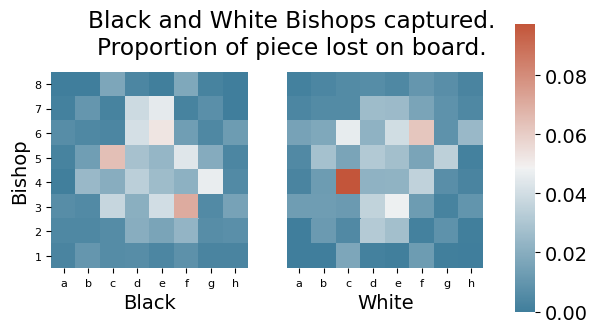 Black and White Bishops captured.
Proportion of piece lost on board.
Bishop
8
7
6
5
4
3
2
1
a b c d e f g h
Black
a b c d e f g h
White
0.08
0.06
0.04
0.02
0.00